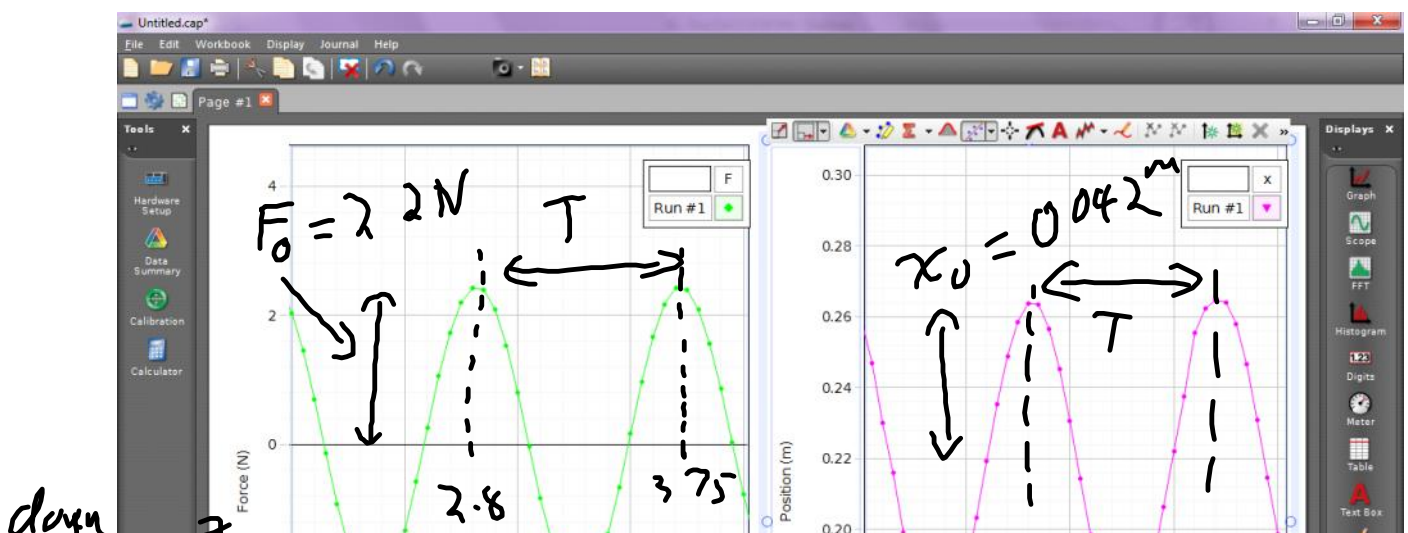 Untitled.cap*
File Edit Workbook Display Journal Help
Page #1
Tools
Hardware Setup
Data Summary
Calibration
Calculator
Displays
Graph
Scope
FFT
Histogram
1.23
Digits
Meter
Table
Text Box
F
Run #1
4
2
0
Force (N)
F₀ = 2 2N
T
2.8
3 75
x
Run #1
0.30
0.28
0.26
0.24
0.22
0.20
Position (m)
x₀ = 0 042 m
T
down